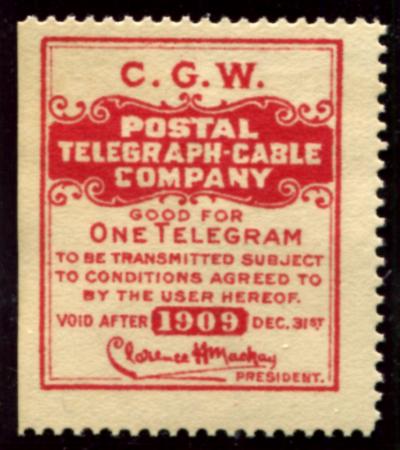 C. G. W.
POSTAL
TELEGRAPH-CABLE
COMPANY
GOOD FOR
ONE TELEGRAM
TO BE TRANSMITTED SUBJECT
TO CONDITIONS AGREED TO
BY THE USER HEREOF.
VOID AFTER 1909 DEC. 31ST
Clarence H Mackay
PRESIDENT.